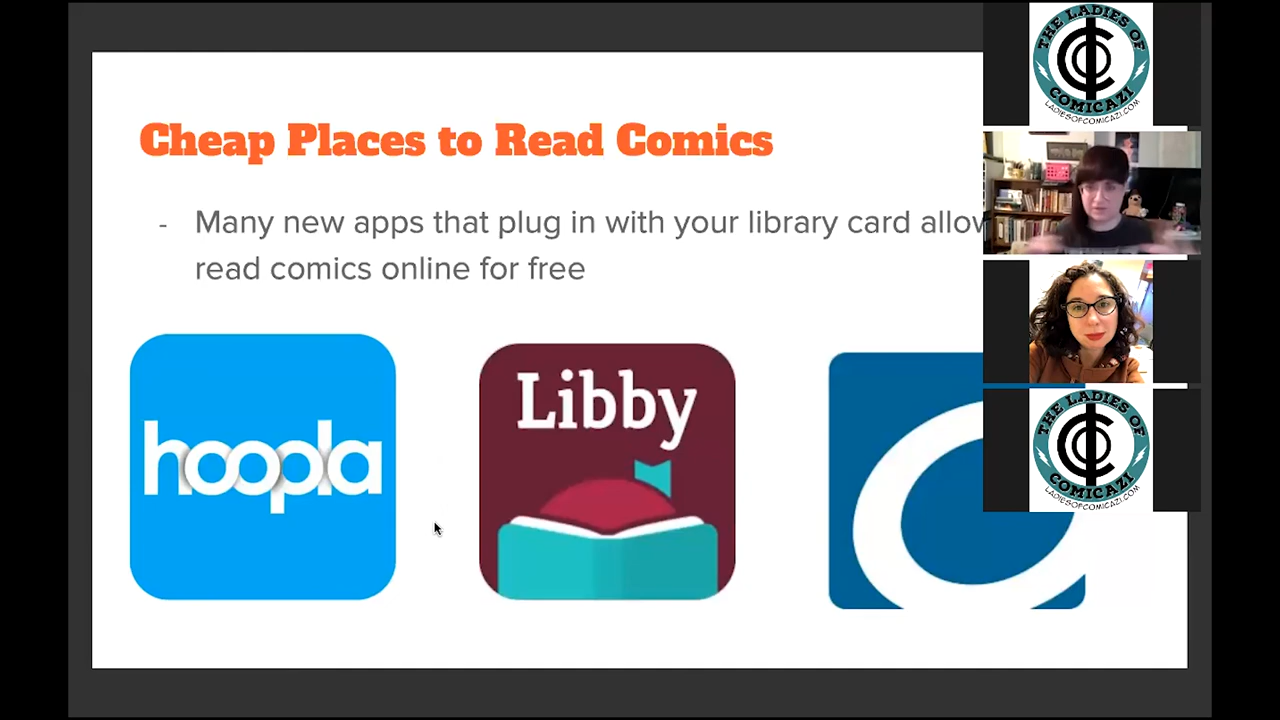 Cheap Places to Read Comics
- Many new apps that plug in with your library card allow
read comics online for free
hoopla
Libby
THE LADIES OF
COMICAZI
LADIESOFCOMICAZI.COM
THE LADIES OF
COMICAZI
LADIESOFCOMICAZI.COM